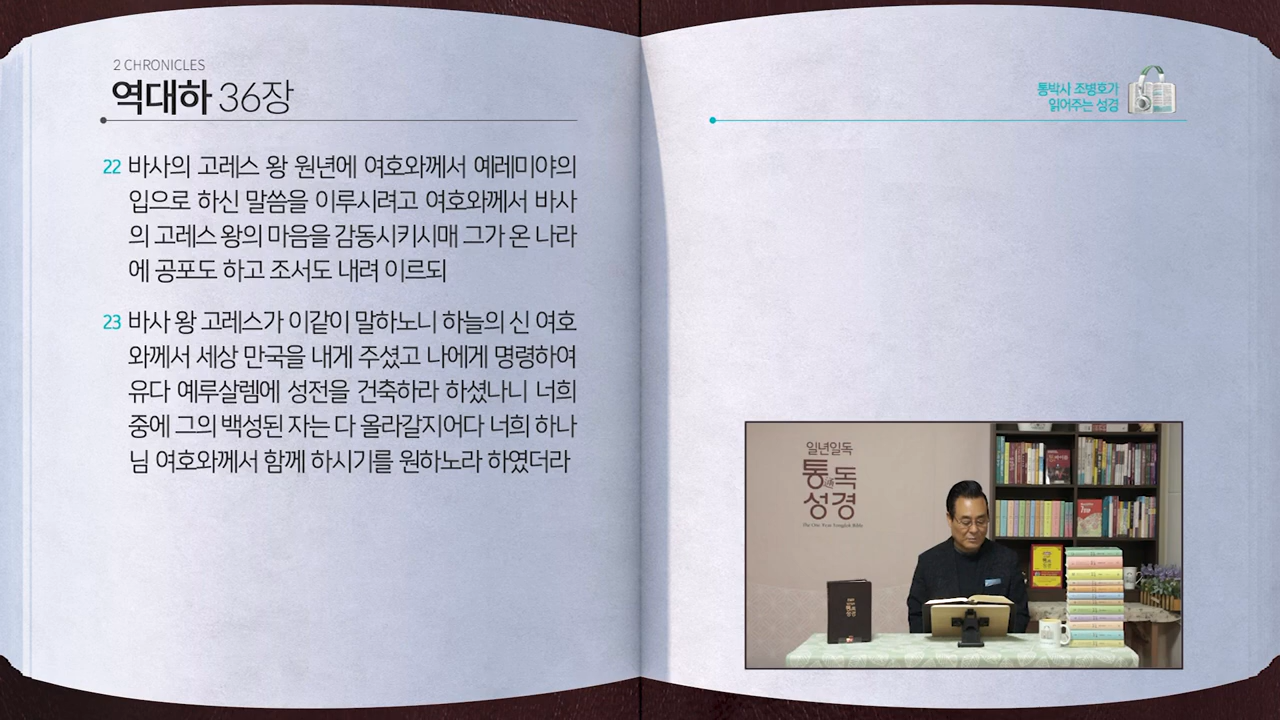 2 CHRONICLES
역대하 36장
22 바사의 고레스 왕 원년에 여호와께서 예레미야의
입으로 하신 말씀을 이루시려고 여호와께서 바사
의 고레스 왕의 마음을 감동시키시매 그가 온 나라
에 공포도 하고 조서도 내려 이르되
23 바사 왕 고레스가 이같이 말하노니 하늘의 신 여호
와께서 세상 만국을 내게 주셨고 나에게 명령하여
유다 예루살렘에 성전을 건축하라 하셨나니 너희
중에 그의 백성된 자는 다 올라갈지어다 너희 하나
님 여호와께서 함께 하시기를 원하노라 하였더라
통박사 조병호가
읽어주는 성경
일년일독
통독
성경
The One Year Tongdok Bible